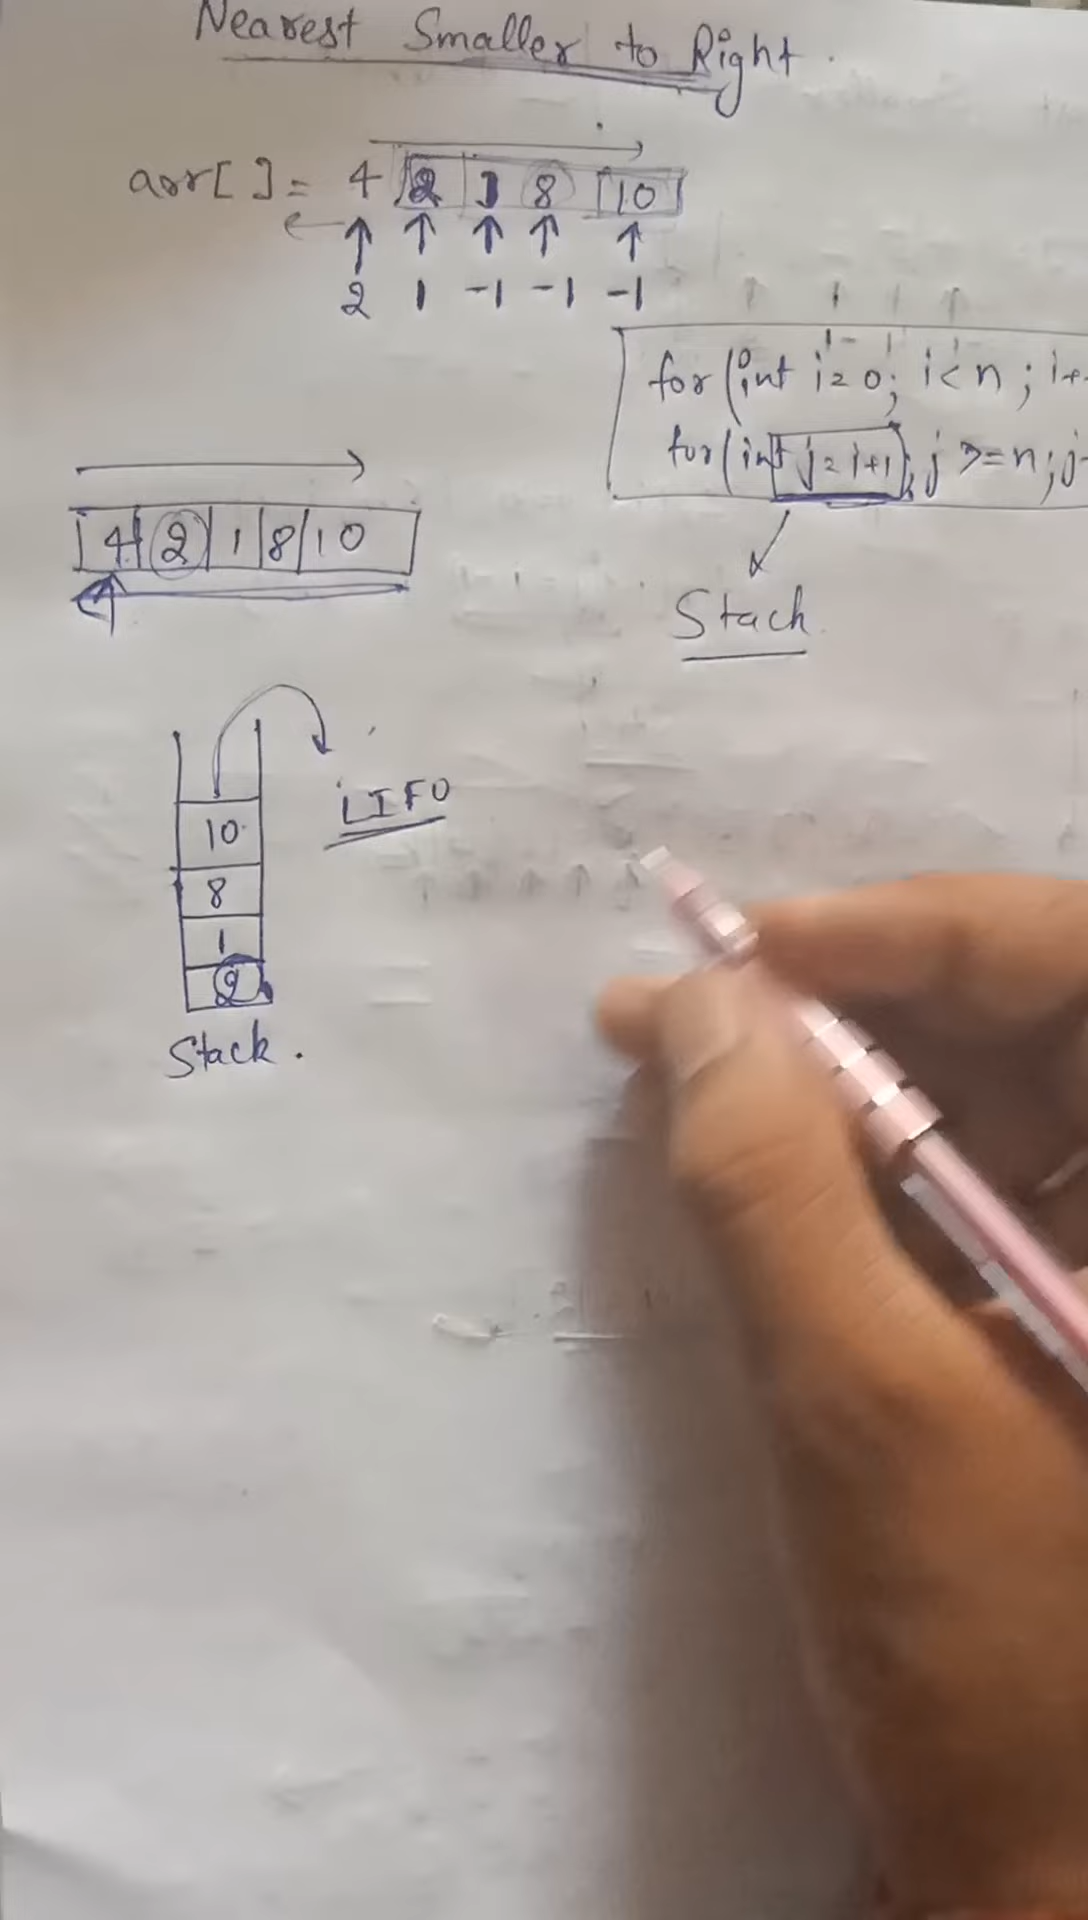 Nearest Smaller to Right.
arr[ ] = 4 2 1 8 10
2 1 -1 -1 -1
for (int i=0; i<n; i+
for (int j=i+1; j >=n; j-
4 2 1 8 10
Stack
LIFO
10
8
1
2
Stack.